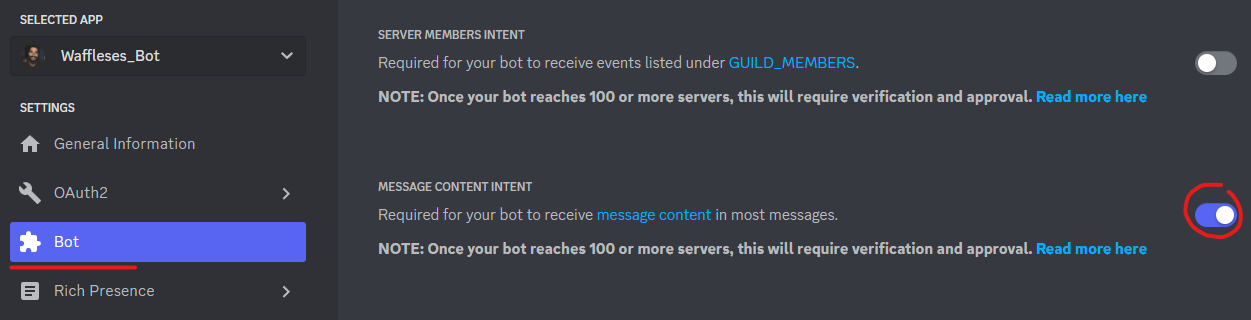 SELECTED APP
Waffleses_Bot
SETTINGS
General Information
OAuth2
Bot
Rich Presence
SERVER MEMBERS INTENT
Required for your bot to receive events listed under GUILD_MEMBERS.
NOTE: Once your bot reaches 100 or more servers, this will require verification and approval. Read more here
MESSAGE CONTENT INTENT
Required for your bot to receive message content in most messages.
NOTE: Once your bot reaches 100 or more servers, this will require verification and approval. Read more here